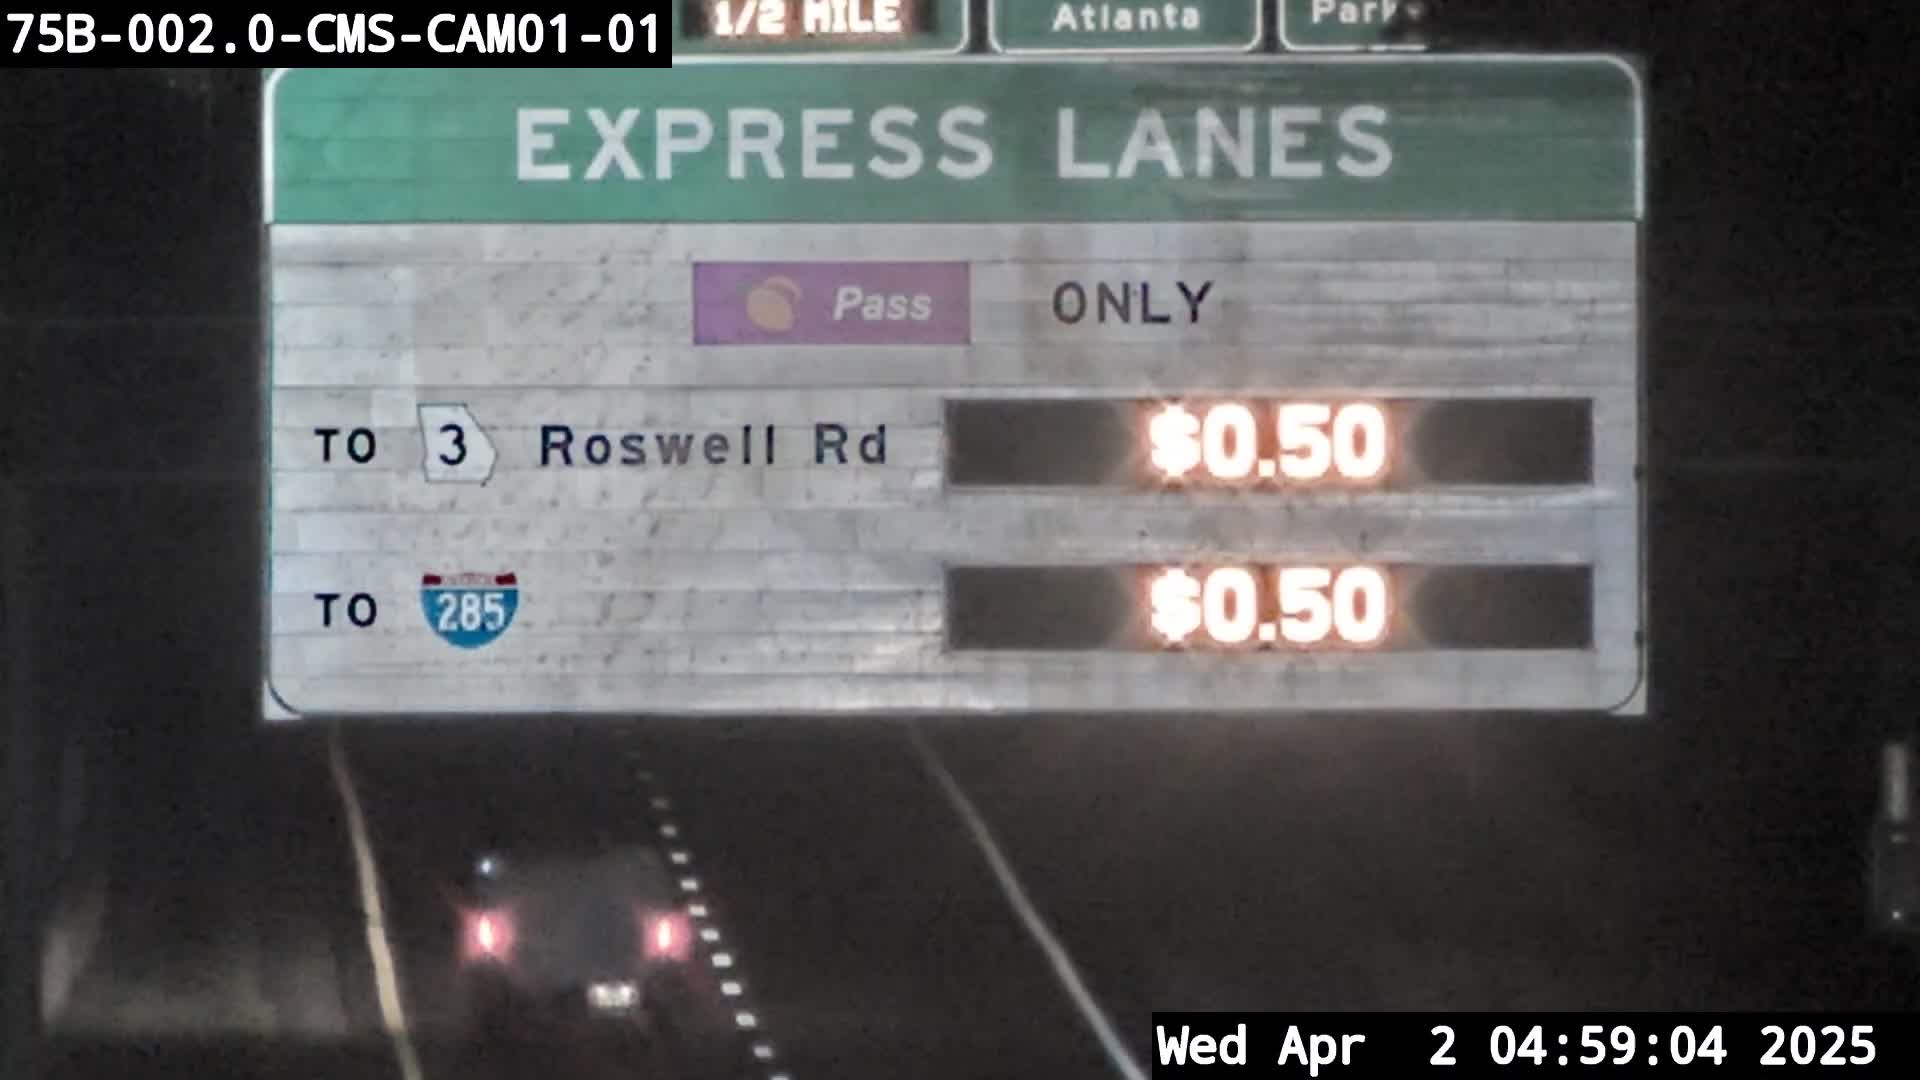 75B-002.0-CMS-CAM01-01
1/2 MILE
Atlanta
EXPRESS LANES
Pass ONLY
TO 3 Roswell Rd $0.50
TO 285 $0.50
Wed Apr 2 04:59:04 2025